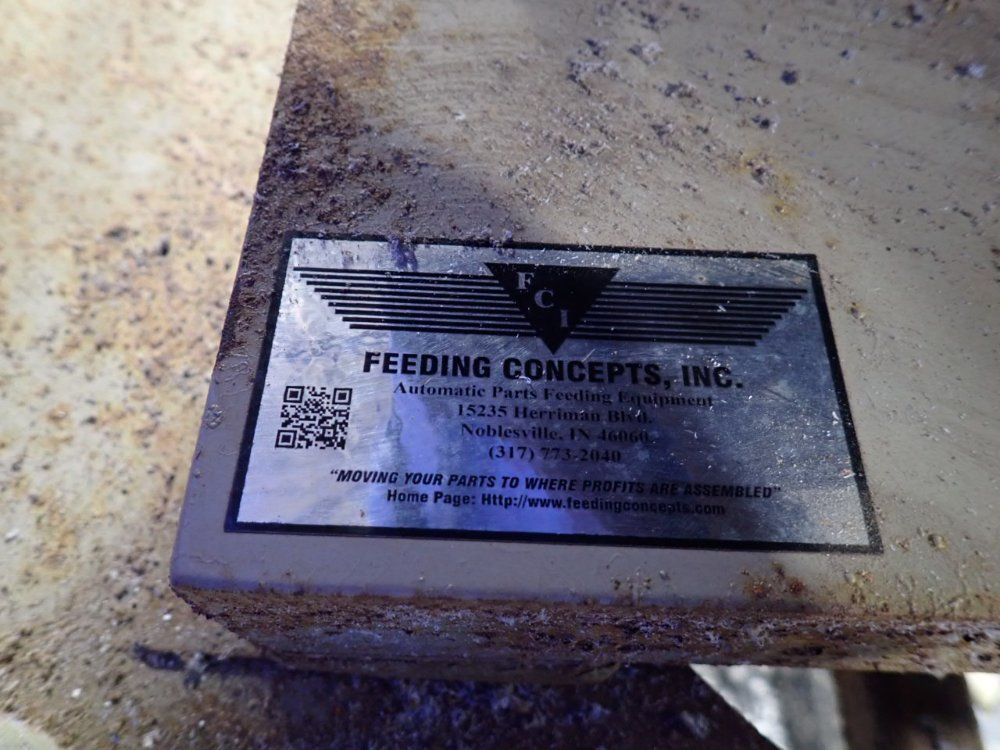 FCI
FEEDING CONCEPTS, INC.
Automatic Parts Feeding Equipment
15235 Herriman Blvd.
Noblesville, IN 46060
(317) 773-2040
"MOVING YOUR PARTS TO WHERE PROFITS ARE ASSEMBLED"
Home Page: Http://www.feedingconcepts.com